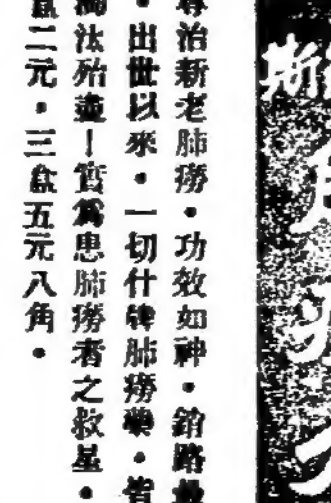 治新老肺癆・功效如神・銷路
・出世以來・一切什牌肺癆藥・皆
汰殆盡！實爲患肺癆者之救星・
盒二元・三盒五元八角・
斯